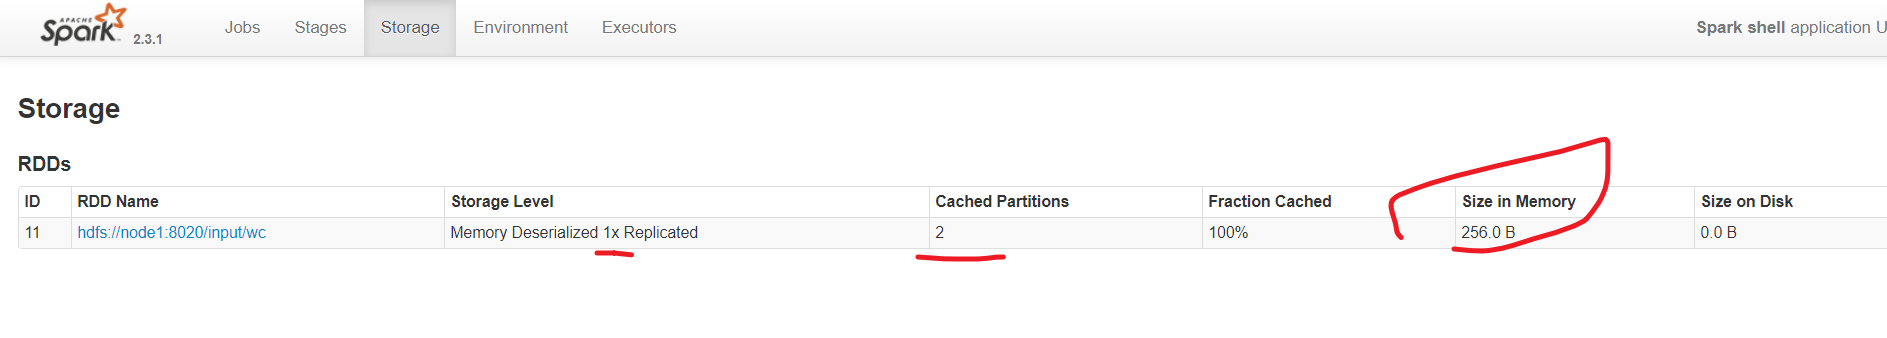 APACHE Spark 2.3.1 Jobs Stages Storage Environment Executors Spark shell application U
Storage
RDDs
ID RDD Name Storage Level Cached Partitions Fraction Cached Size in Memory Size on Disk
11 hdfs://node1:8020/input/wc Memory Deserialized 1x Replicated 2 100% 256.0 B 0.0 B